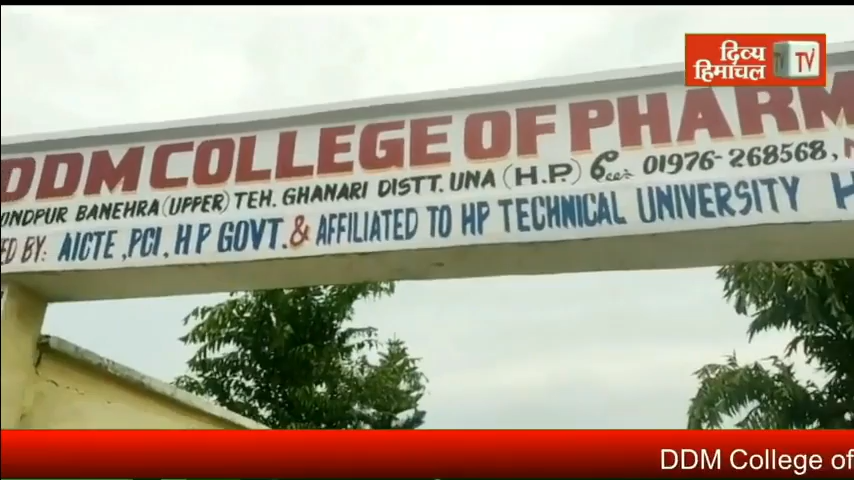 दिव्य
हिमाचल
TV
DDM COLLEGE OF PHARM
ONDPUR BANEHRA (UPPER) TEH. GHANARI DISTT. UNA (H.P) 01976-268568,
ED BY: AICTE, PCI, HP GOVT. & AFFILIATED TO HP TECHNICAL UNIVERSITY
DDM College of